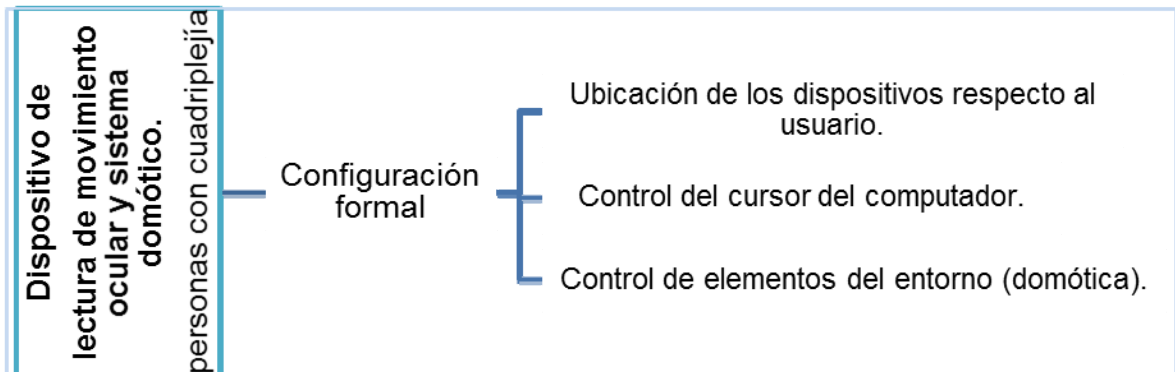 Dispositivo de
lectura de movimiento
ocular y sistema
domótico.
personas con cuadriplejía
Configuración
formal
Ubicación de los dispositivos respecto al
usuario.
Control del cursor del computador.
Control de elementos del entorno (domótica).